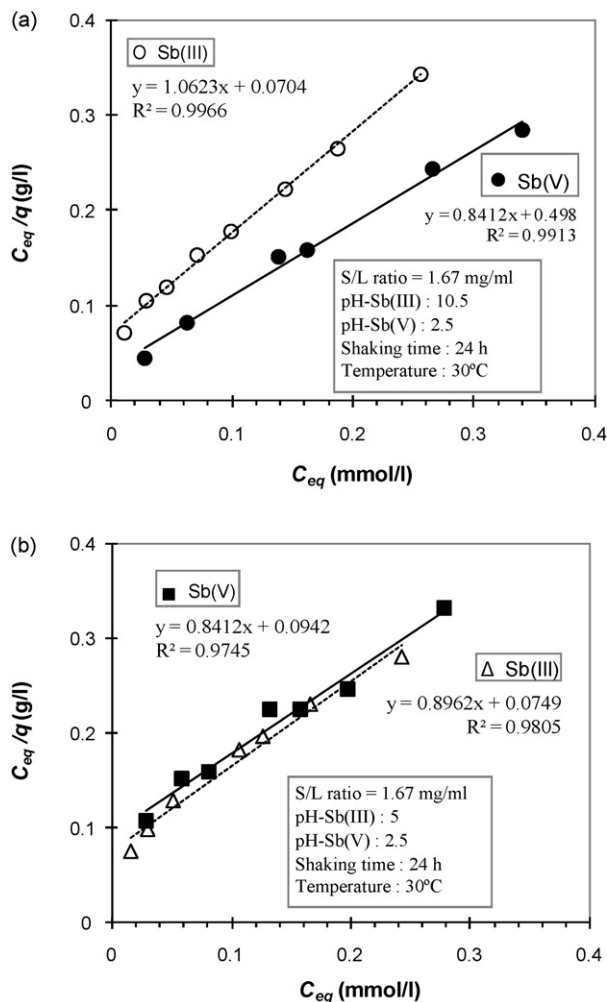 (a)
0.4
0.3
0.2
0.1
0
C_eq /q (g/l)
Sb(III)
y = 1.0623x + 0.0704
R² = 0.9966
Sb(V)
y = 0.8412x + 0.498
R² = 0.9913
S/L ratio = 1.67 mg/ml
pH-Sb(III) : 10.5
pH-Sb(V) : 2.5
Shaking time : 24 h
Temperature : 30ºC
0 0.1 0.2 0.3 0.4
C_eq (mmol/l)
(b)
0.4
0.3
0.2
0.1
0
C_eq /q (g/l)
Sb(V)
y = 0.8412x + 0.0942
R² = 0.9745
Sb(III)
y = 0.8962x + 0.0749
R² = 0.9805
S/L ratio = 1.67 mg/ml
pH-Sb(III) : 5
pH-Sb(V) : 2.5
Shaking time : 24 h
Temperature : 30ºC
0 0.1 0.2 0.3 0.4
C_eq (mmol/l)